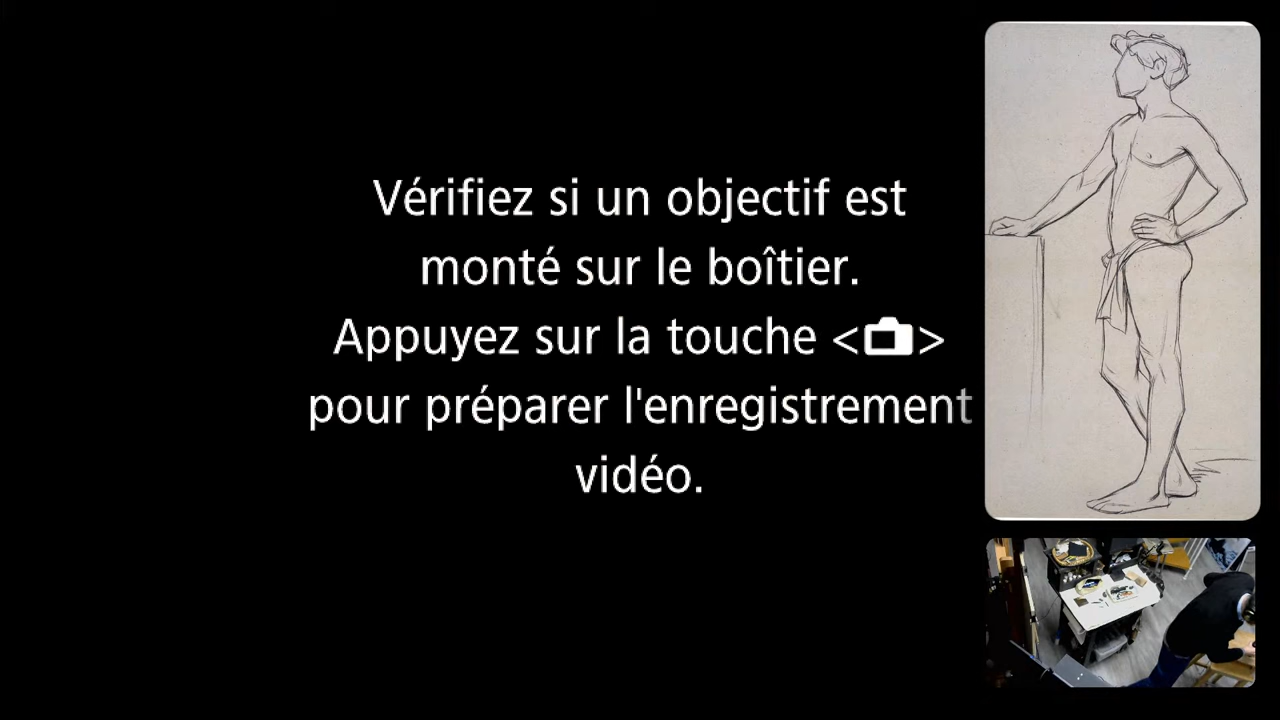 Vérifiez si un objectif est
monté sur le boîtier.
Appuyez sur la touche <📷>
pour préparer l'enregistrement
vidéo.